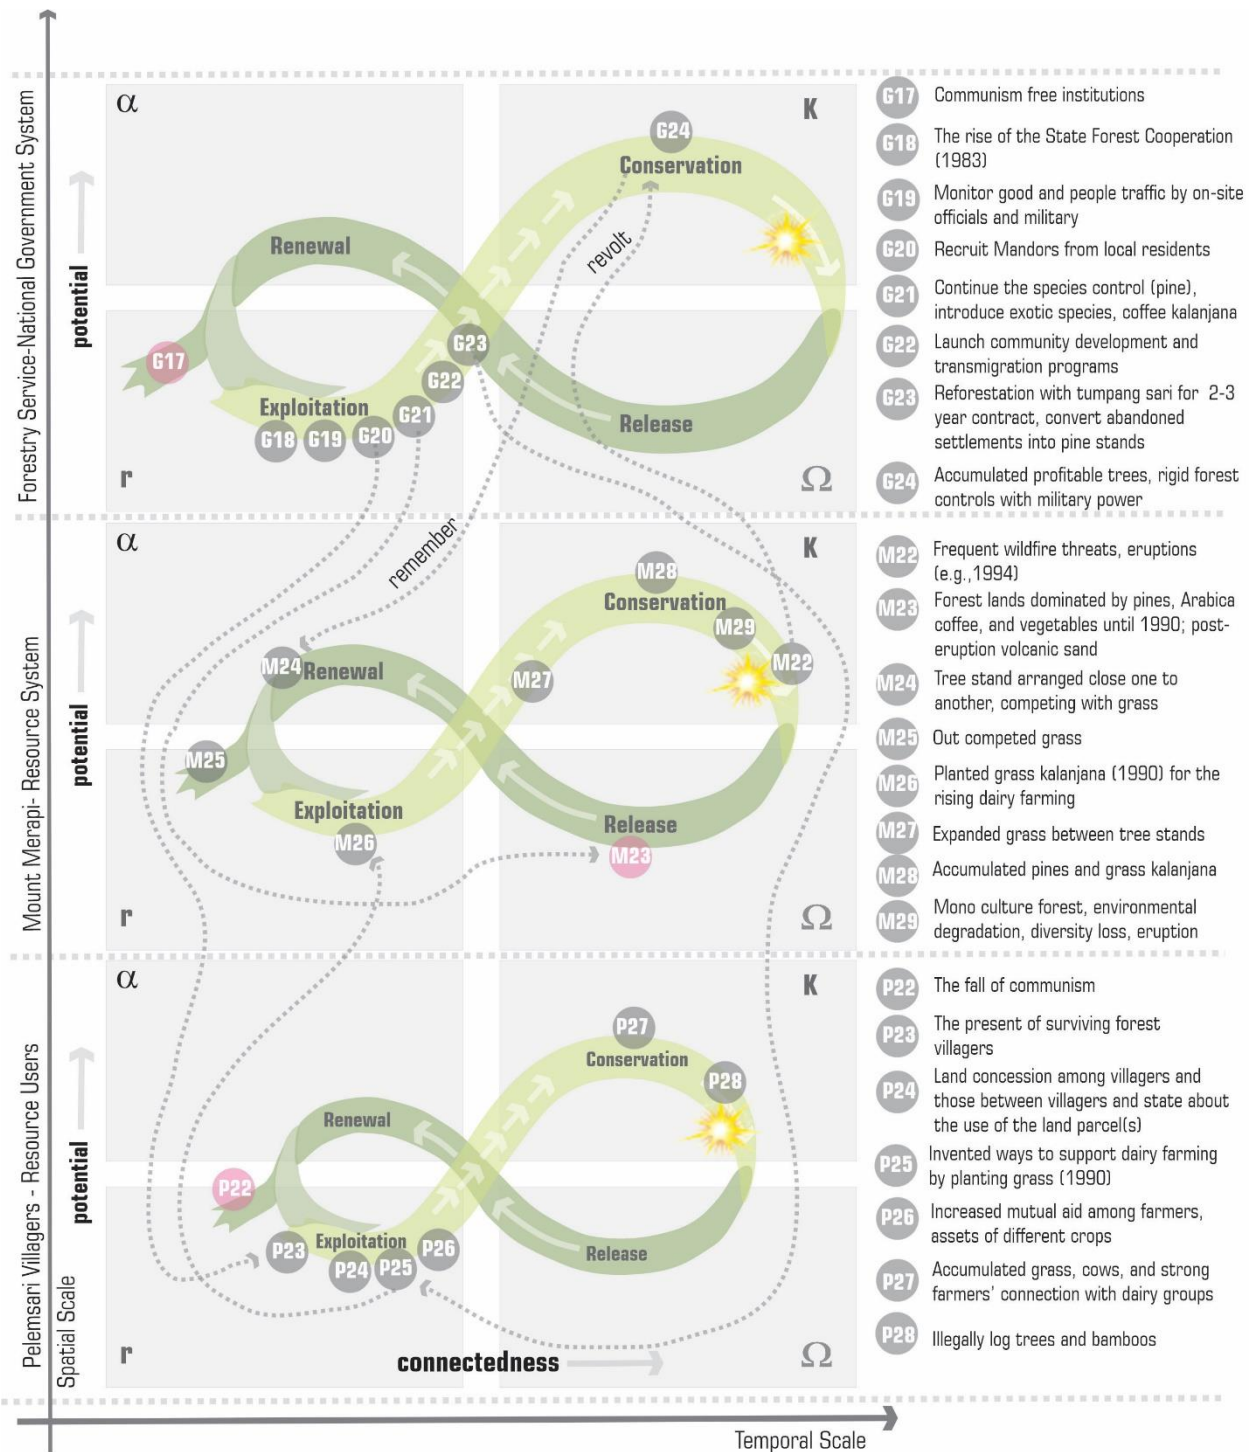 Forestry Service-National Government System
potential
α
K
G24
Conservation
Renewal
revolt
G17
G23
G22
Exploitation
G21
G18
G19
G20
Release
r
Ω
G17 Communism free institutions
G18 The rise of the State Forest Cooperation
(1983)
G19 Monitor good and people traffic by on-site
officials and military
G20 Recruit Mandors from local residents
G21 Continue the species control (pine),
introduce exotic species, coffee kalanjana
G22 Launch community development and
transmigration programs
G23 Reforestation with tumpang sari for 2-3
year contract, convert abandoned
settlements into pine stands
G24 Accumulated profitable trees, rigid forest
controls with military power
Mount Merapi- Resource System
potential
α
K
remember
M28
Conservation
M29
M24
Renewal
M27
M22
M25
Exploitation
M26
Release
M23
r
Ω
M22 Frequent wildfire threats, eruptions
(e.g.,1994)
M23 Forest lands dominated by pines, Arabica
coffee, and vegetables until 1990; post-
eruption volcanic sand
M24 Tree stand arranged close one to
another, competing with grass
M25 Out competed grass
M26 Planted grass kalanjana (1990) for the
rising dairy farming
M27 Expanded grass between tree stands
M28 Accumulated pines and grass kalanjana
M29 Mono culture forest, environmental
degradation, diversity loss, eruption
Pelemsari Villagers - Resource Users
Spatial Scale
potential
α
K
P27
Conservation
P28
Renewal
P22
P23
Exploitation
P24
P25
P26
Release
r
connectedness
Ω
P22 The fall of communism
P23 The present of surviving forest
villagers
P24 Land concession among villagers and
those between villagers and state about
the use of the land parcel(s)
P25 Invented ways to support dairy farming
by planting grass (1990)
P26 Increased mutual aid among farmers,
assets of different crops
P27 Accumulated grass, cows, and strong
farmers' connection with dairy groups
P28 Illegally log trees and bamboos
Temporal Scale